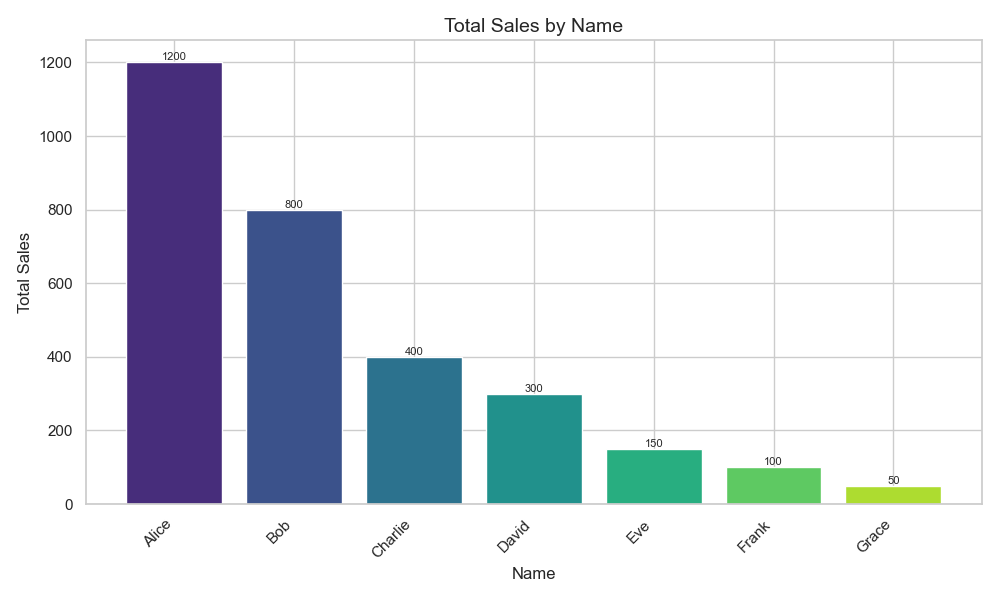 Total Sales by Name
Total Sales
1200
1000
800
600
400
200
0
1200
800
400
300
150
100
50
Alice
Bob
Charlie
David
Eve
Frank
Grace
Name